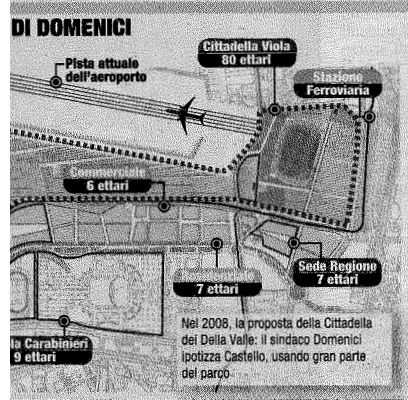 DI DOMENICI
Pista attuale
dell'aeroporto
Cittadella Viola
80 ettari
Stazione
Ferroviaria
Commerciale
6 ettari
Sede Regione
7 ettari
7 ettari
la Carabinieri
9 ettari
Nel 2008, la proposta della Cittadella
dei Della Valle: il sindaco Domenici
ipotizza Castello, usando gran parte
del parco